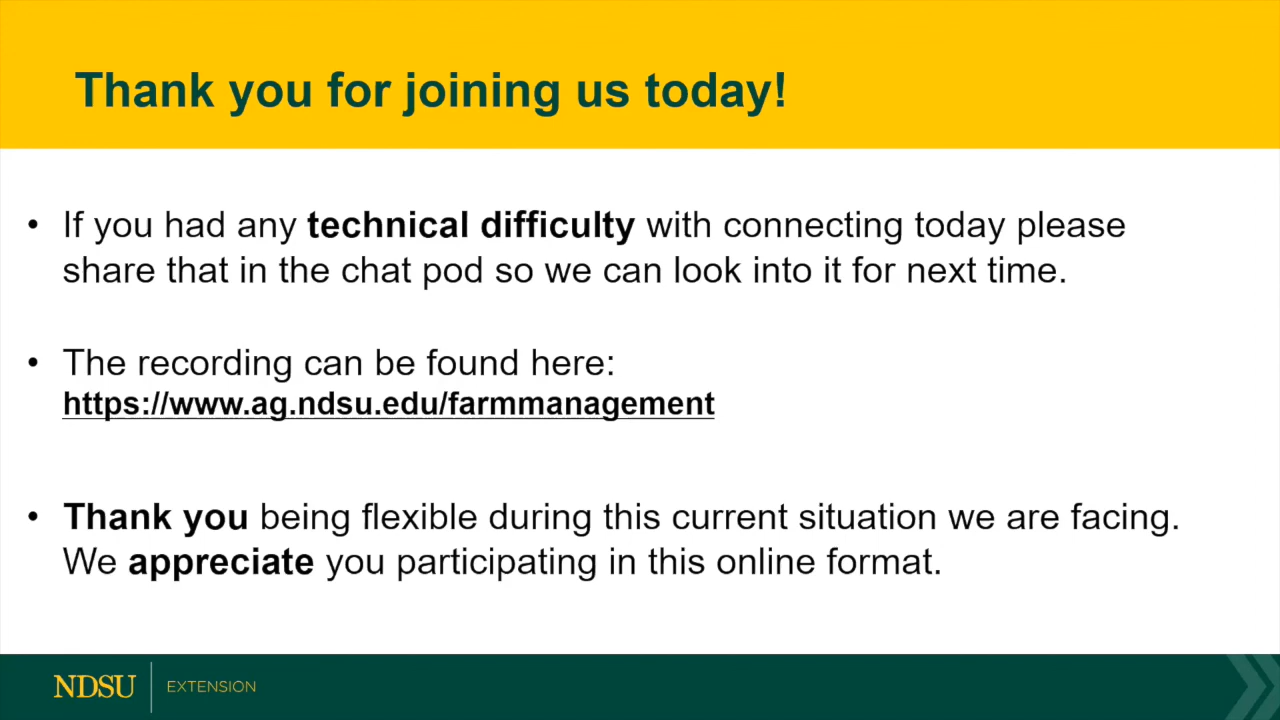 Thank you for joining us today!
• If you had any technical difficulty with connecting today please
share that in the chat pod so we can look into it for next time.
• The recording can be found here:
https://www.ag.ndsu.edu/farmmanagement
• Thank you being flexible during this current situation we are facing.
We appreciate you participating in this online format.
NDSU EXTENSION